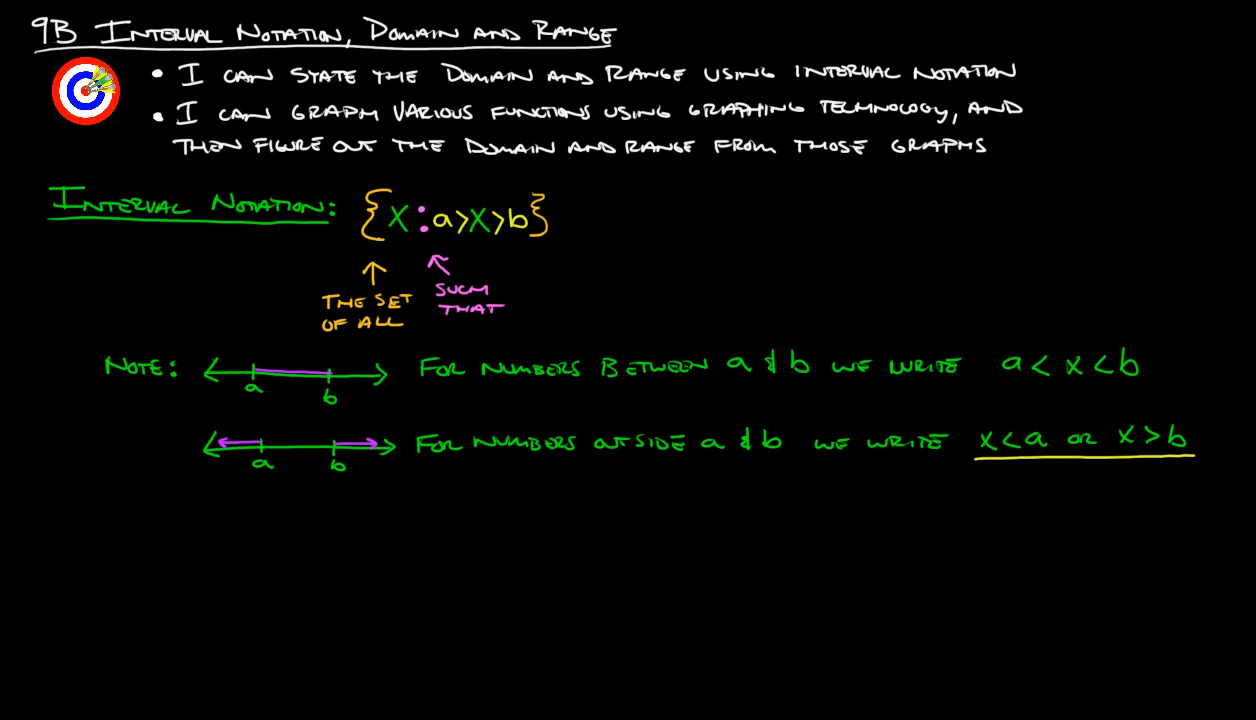 9B INTERVAL NOTATION, DOMAIN AND RANGE
• I CAN STATE THE DOMAIN AND RANGE USING INTERVAL NOTATION
• I CAN GRAPH VARIOUS FUNCTIONS USING GRAPHING TECHNOLOGY, AND
THEN FIGURE OUT THE DOMAIN AND RANGE FROM THOSE GRAPHS
INTERVAL NOTATION: {X:a>X>b}
THE SET
OF ALL
SUCH
THAT
NOTE: FOR NUMBERS BETWEEN a & b WE WRITE a < x < b
a b
FOR NUMBERS OUTSIDE a & b WE WRITE x < a OR x > b
a b